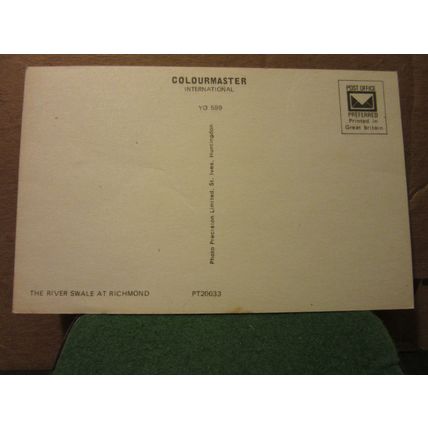 COLOURMASTER
INTERNATIONAL
YO 599
POST OFFICE
PREFERRED
Printed in
Great Britain
Photo Precision Limited, St. Ives, Huntingdon
THE RIVER SWALE AT RICHMOND
PT20033